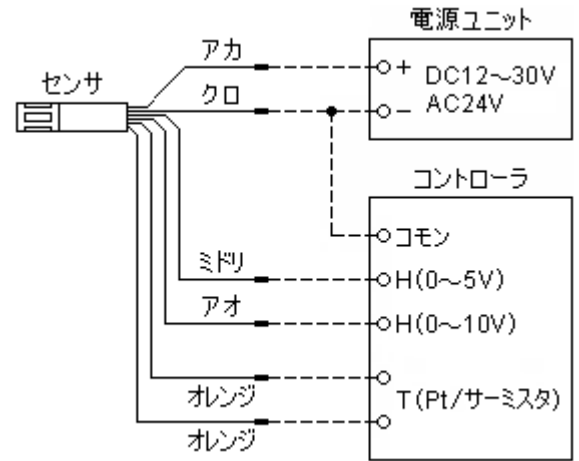 電源ユニット
アカ
+ DC12～30V
センサ
クロ
- AC24V
コントローラ
コモン
ミドリ
H(0～5V)
アオ
H(0～10V)
オレンジ
T(Pt/サーミスタ)
オレンジ